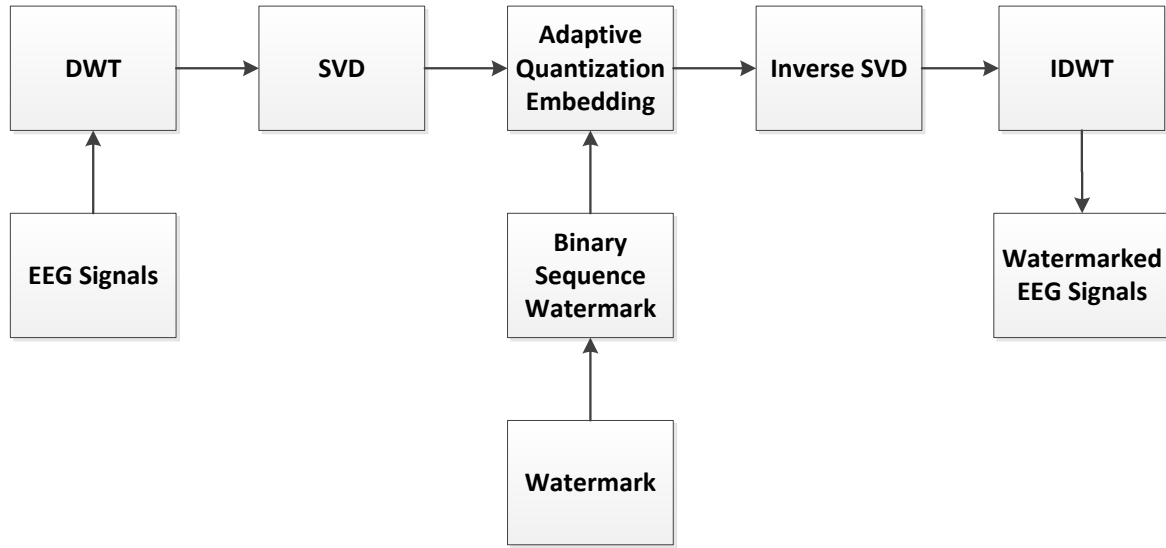 DWT
SVD
Adaptive
Quantization
Embedding
Inverse SVD
IDWT
EEG Signals
Binary
Sequence
Watermark
Watermarked
EEG Signals
Watermark